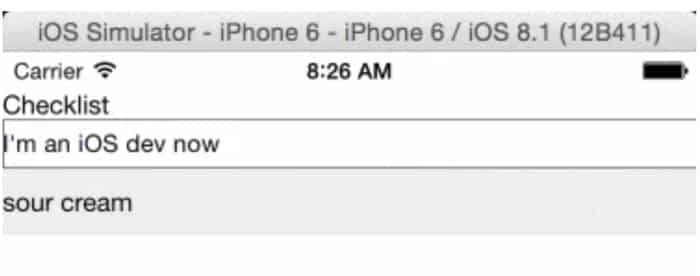 iOS Simulator - iPhone 6 - iPhone 6 / iOS 8.1 (12B411)
Carrier 8:26 AM
Checklist
I'm an iOS dev now
sour cream